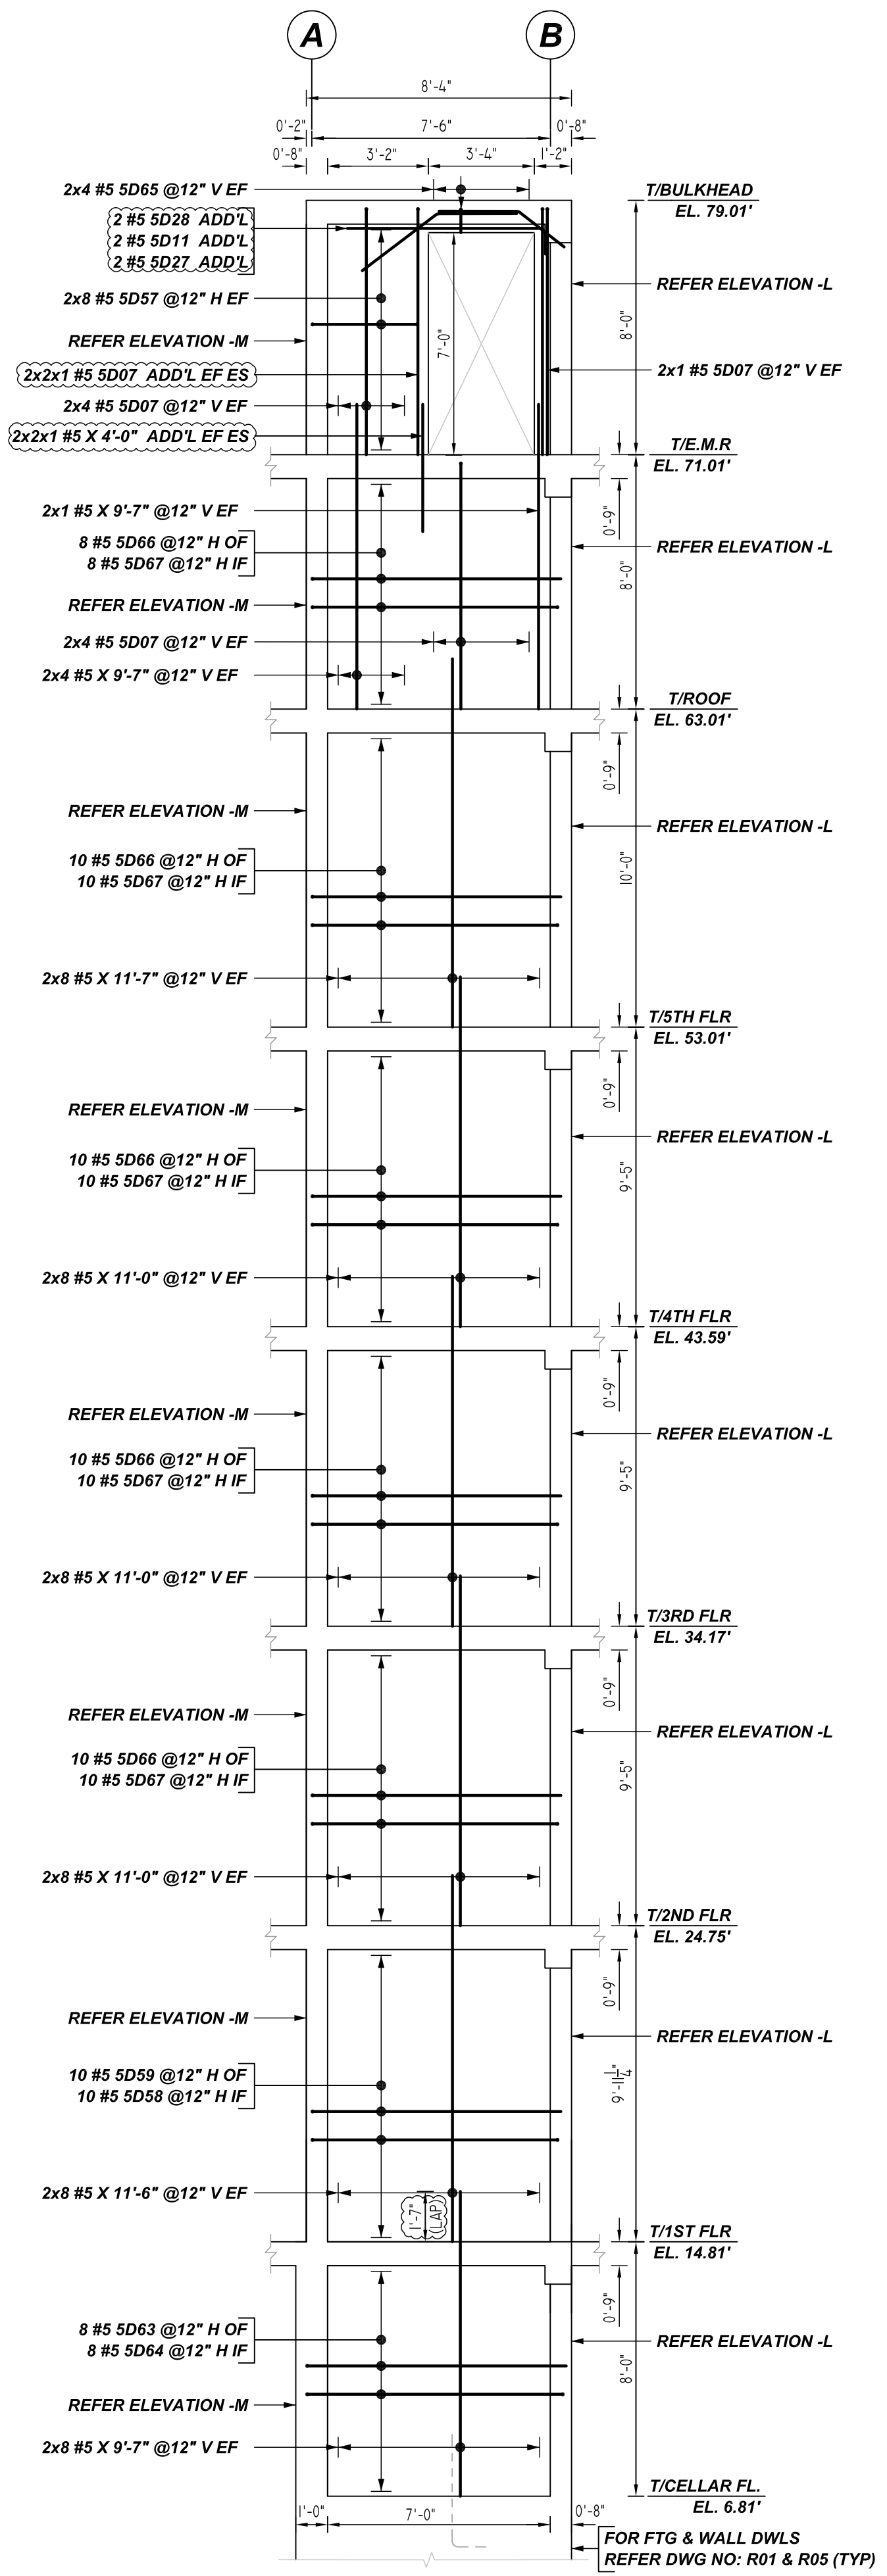 A
B
8'-4"
0'-2"
7'-6"
0'-8"
0'-8"
3'-2"
3'-4"
1'-2"
2x4 #5 5D65 @12" V EF
T/BULKHEAD
EL. 79.01'
2 #5 5D28 ADD'L
2 #5 5D11 ADD'L
2 #5 5D27 ADD'L
REFER ELEVATION -L
2x8 #5 5D57 @12" H EF
8'-0"
REFER ELEVATION -M
7'-0"
2x2x1 #5 5D07 ADD'L EF ES
2x1 #5 5D07 @12" V EF
2x4 #5 5D07 @12" V EF
2x2x1 #5 X 4'-0" ADD'L EF ES
T/E.M.R
EL. 71.01'
0'-9"
2x1 #5 X 9'-7" @12" V EF
8 #5 5D66 @12" H OF
8 #5 5D67 @12" H IF
REFER ELEVATION -L
8'-0"
REFER ELEVATION -M
2x4 #5 5D07 @12" V EF
2x4 #5 X 9'-7" @12" V EF
T/ROOF
EL. 63.01'
0'-9"
REFER ELEVATION -M
REFER ELEVATION -L
10 #5 5D66 @12" H OF
10 #5 5D67 @12" H IF
10'-0"
2x8 #5 X 11'-7" @12" V EF
T/5TH FLR
EL. 53.01'
0'-9"
REFER ELEVATION -M
REFER ELEVATION -L
10 #5 5D66 @12" H OF
10 #5 5D67 @12" H IF
9'-5"
2x8 #5 X 11'-0" @12" V EF
T/4TH FLR
EL. 43.59'
0'-9"
REFER ELEVATION -M
REFER ELEVATION -L
10 #5 5D66 @12" H OF
10 #5 5D67 @12" H IF
9'-5"
2x8 #5 X 11'-0" @12" V EF
T/3RD FLR
EL. 34.17'
0'-9"
REFER ELEVATION -M
REFER ELEVATION -L
10 #5 5D66 @12" H OF
10 #5 5D67 @12" H IF
9'-5"
2x8 #5 X 11'-0" @12" V EF
T/2ND FLR
EL. 24.75'
0'-9"
REFER ELEVATION -M
REFER ELEVATION -L
10 #5 5D59 @12" H OF
10 #5 5D58 @12" H IF
9'-11 1/4"
2x8 #5 X 11'-6" @12" V EF
1'-7"
(LAP)
T/1ST FLR
EL. 14.81'
0'-9"
8 #5 5D63 @12" H OF
8 #5 5D64 @12" H IF
REFER ELEVATION -L
8'-0"
REFER ELEVATION -M
2x8 #5 X 9'-7" @12" V EF
T/CELLAR FL.
EL. 6.81'
1'-0"
7'-0"
0'-8"
FOR FTG & WALL DWLS
REFER DWG NO: R01 & R05 (TYP)